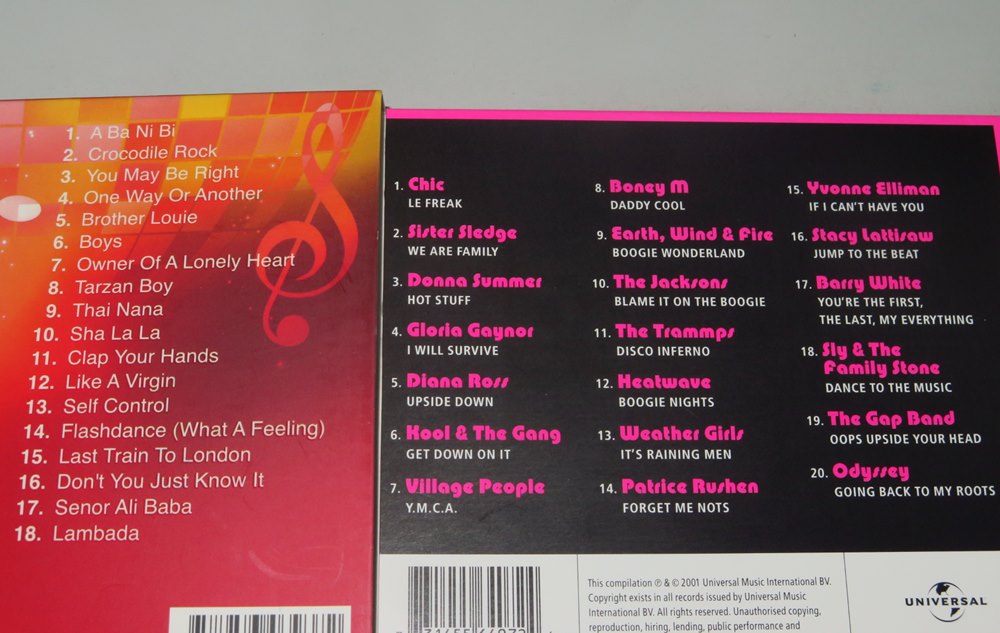 1. A Ba Ni Bi
2. Crocodile Rock
3. You May Be Right
4. One Way Or Another
5. Brother Louie
6. Boys
7. Owner Of A Lonely Heart
8. Tarzan Boy
9. Thai Nana
10. Sha La La
11. Clap Your Hands
12. Like A Virgin
13. Self Control
14. Flashdance (What A Feeling)
15. Last Train To London
16. Don't You Just Know It
17. Senor Ali Baba
18. Lambada
1. Chic
LE FREAK
2. Sister Sledge
WE ARE FAMILY
3. Donna Summer
HOT STUFF
4. Gloria Gaynor
I WILL SURVIVE
5. Diana Ross
UPSIDE DOWN
6. Kool & The Gang
GET DOWN ON IT
7. Village People
Y.M.C.A.
8. Boney M
DADDY COOL
9. Earth, Wind & Fire
BOOGIE WONDERLAND
10. The Jacksons
BLAME IT ON THE BOOGIE
11. The Trammps
DISCO INFERNO
12. Heatwave
BOOGIE NIGHTS
13. Weather Girls
IT'S RAINING MEN
14. Patrice Rushen
FORGET ME NOTS
15. Yvonne Elliman
IF I CAN'T HAVE YOU
16. Stacy Lattisaw
JUMP TO THE BEAT
17. Barry White
YOU'RE THE FIRST,
THE LAST, MY EVERYTHING
18. Sly & The
Family Stone
DANCE TO THE MUSIC
19. The Gap Band
OOPS UPSIDE YOUR HEAD
20. Odyssey
GOING BACK TO MY ROOTS
This compilation ℗ & © 2001 Universal Music International BV.
Copyright exists in all records issued by Universal Music
International BV. All rights reserved. Unauthorised copying,
reproduction, hiring, lending, public performance and
UNIVERSAL